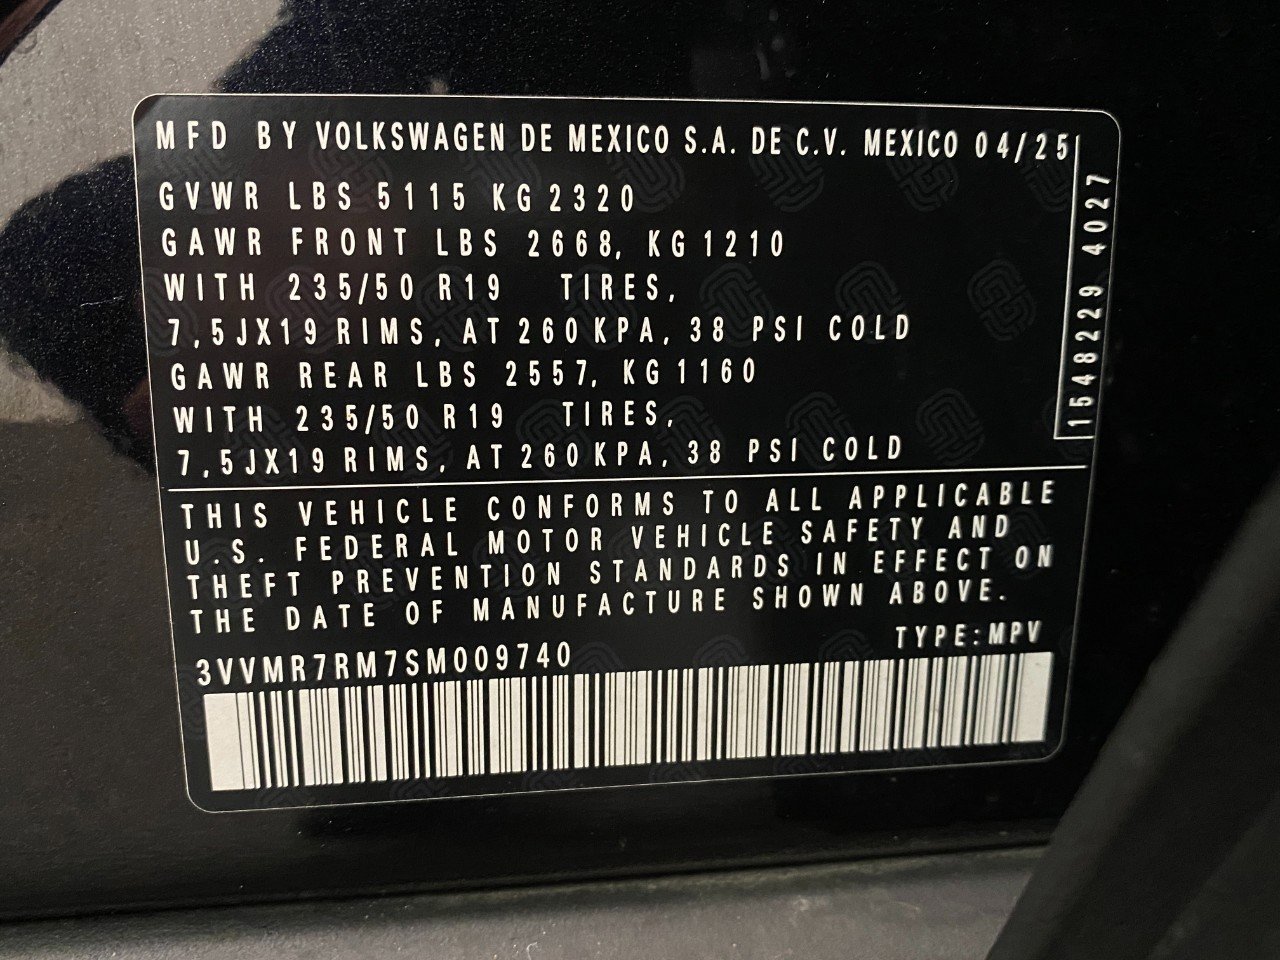 MFD BY VOLKSWAGEN DE MEXICO S.A. DE C.V. MEXICO 04/25
GVWR LBS 5115 KG 2320
GAWR FRONT LBS 2668, KG 1210
WITH 235/50 R19 TIRES,
7,5JX19 RIMS, AT 260 KPA, 38 PSI COLD
GAWR REAR LBS 2557, KG 1160
WITH 235/50 R19 TIRES,
7,5JX19 RIMS, AT 260 KPA, 38 PSI COLD
1548229 4027
THIS VEHICLE CONFORMS TO ALL APPLICABLE
U.S. FEDERAL MOTOR VEHICLE SAFETY AND
THEFT PREVENTION STANDARDS IN EFFECT ON
THE DATE OF MANUFACTURE SHOWN ABOVE.
3VVMR7RM7SM009740
TYPE:MPV